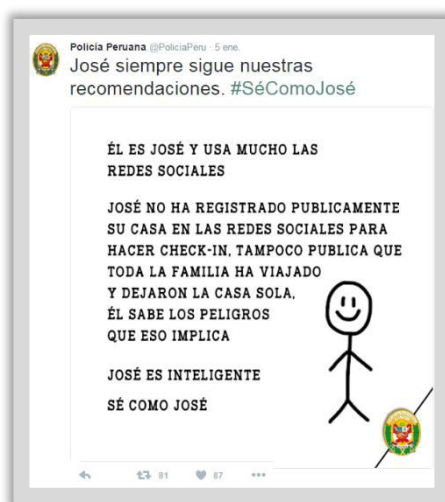 Policía Peruana @PoliciaPeru · 5 ene.
José siempre sigue nuestras
recomendaciones. #SéComoJosé
ÉL ES JOSÉ Y USA MUCHO LAS
REDES SOCIALES
JOSÉ NO HA REGISTRADO PUBLICAMENTE
SU CASA EN LAS REDES SOCIALES PARA
HACER CHECK-IN, TAMPOCO PUBLICA QUE
TODA LA FAMILIA HA VIAJADO
Y DEJARON LA CASA SOLA,
ÉL SABE LOS PELIGROS
QUE ESO IMPLICA
JOSÉ ES INTELIGENTE
SÉ COMO JOSÉ
81 87